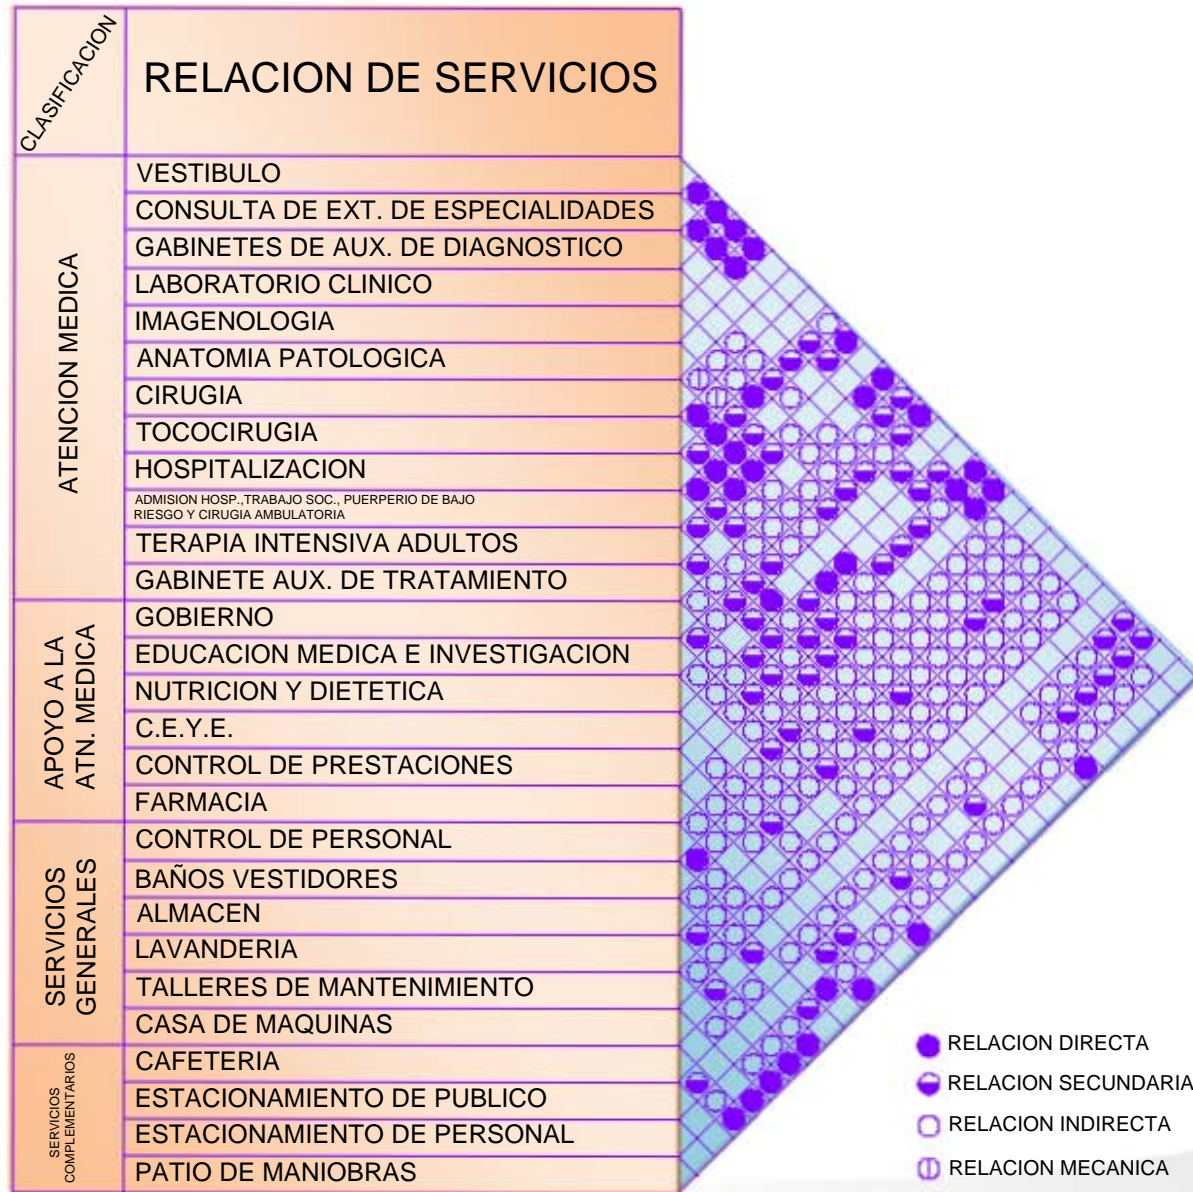 CLASIFICACION
RELACION DE SERVICIOS
ATENCION MEDICA
VESTIBULO
CONSULTA DE EXT. DE ESPECIALIDADES
GABINETES DE AUX. DE DIAGNOSTICO
LABORATORIO CLINICO
IMAGENOLOGIA
ANATOMIA PATOLOGICA
CIRUGIA
TOCOCIRUGIA
HOSPITALIZACION
ADMISION HOSP.,TRABAJO SOC., PUERPERIO DE BAJO
RIESGO Y CIRUGIA AMBULATORIA
TERAPIA INTENSIVA ADULTOS
GABINETE AUX. DE TRATAMIENTO
APOYO A LA
ATN. MEDICA
GOBIERNO
EDUCACION MEDICA E INVESTIGACION
NUTRICION Y DIETETICA
C.E.Y.E.
CONTROL DE PRESTACIONES
FARMACIA
SERVICIOS
GENERALES
CONTROL DE PERSONAL
BAÑOS VESTIDORES
ALMACEN
LAVANDERIA
TALLERES DE MANTENIMIENTO
CASA DE MAQUINAS
SERVICIOS
COMPLEMENTARIOS
CAFETERIA
ESTACIONAMIENTO DE PUBLICO
ESTACIONAMIENTO DE PERSONAL
PATIO DE MANIOBRAS
RELACION DIRECTA
RELACION SECUNDARIA
RELACION INDIRECTA
RELACION MECANICA